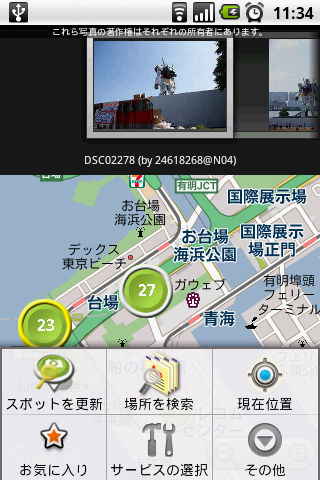 11:34
これら写真の著作権はそれぞれの所有者にあります。
DSC02278 (by 24618268@N04)
台場
有明JCT
国際展示場
お台場
海浜公園
お台場
海浜公園
国際展示
場正門
デックス
東京ビーチ
27
ガウェブ
有明埠頭
フェリー
ターミナル
台場
青海
23
スポットを更新
場所を検索
現在位置
お気に入り
サービスの選択
その他